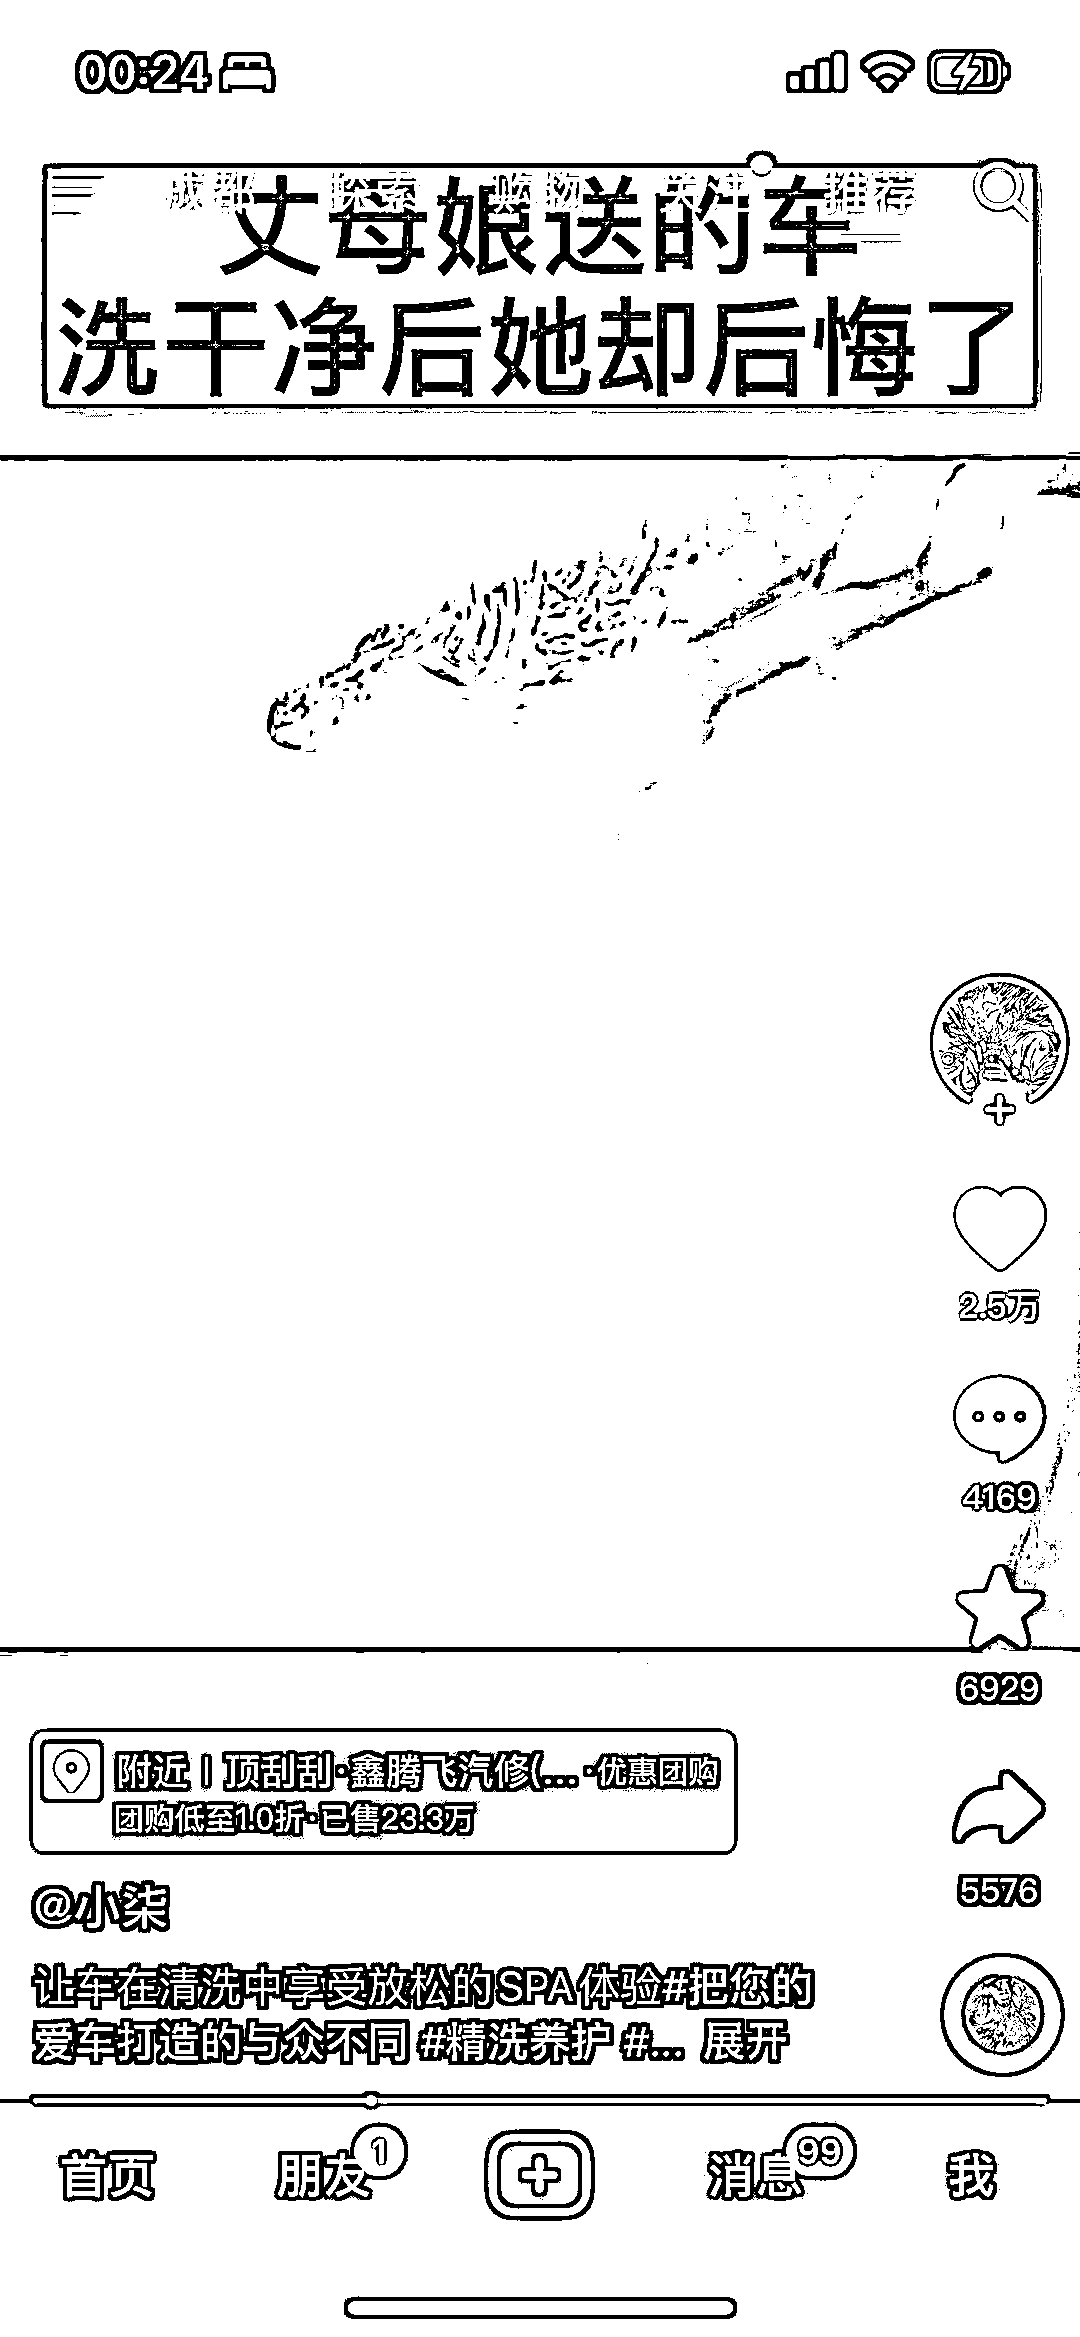 00:24
成都 探索 购物 关注 推荐
丈母娘送的车
洗干净后她却后悔了
2.5万
4169
6929
附近 | 顶刮刮·鑫腾飞汽修(... ·优惠团购
团购低至1.0折·已售23.3万
5576
@小柒
让车在清洗中享受放松的SPA体验#把您的
爱车打造的与众不同 #精洗养护 #... 展开
首页 朋友 1 消息 99 我